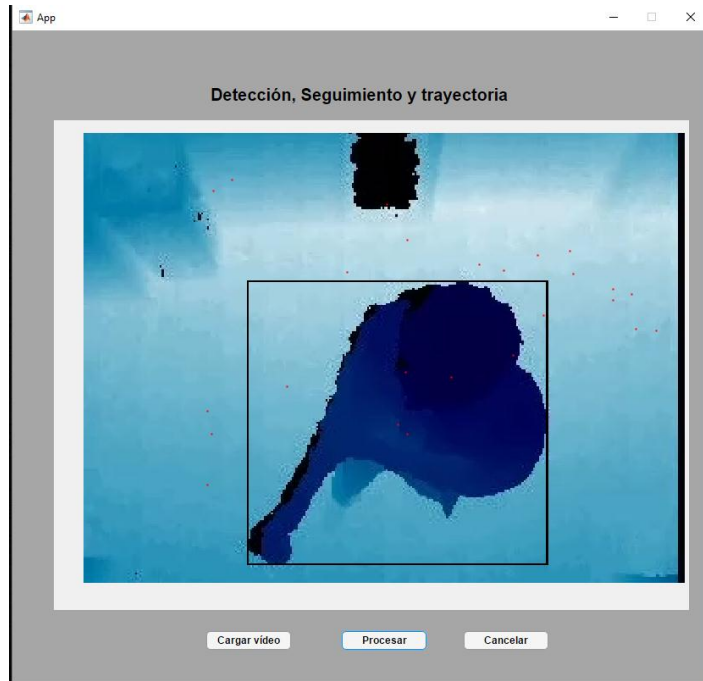 App
Detección, Seguimiento y trayectoria
Cargar vídeo
Procesar
Cancelar